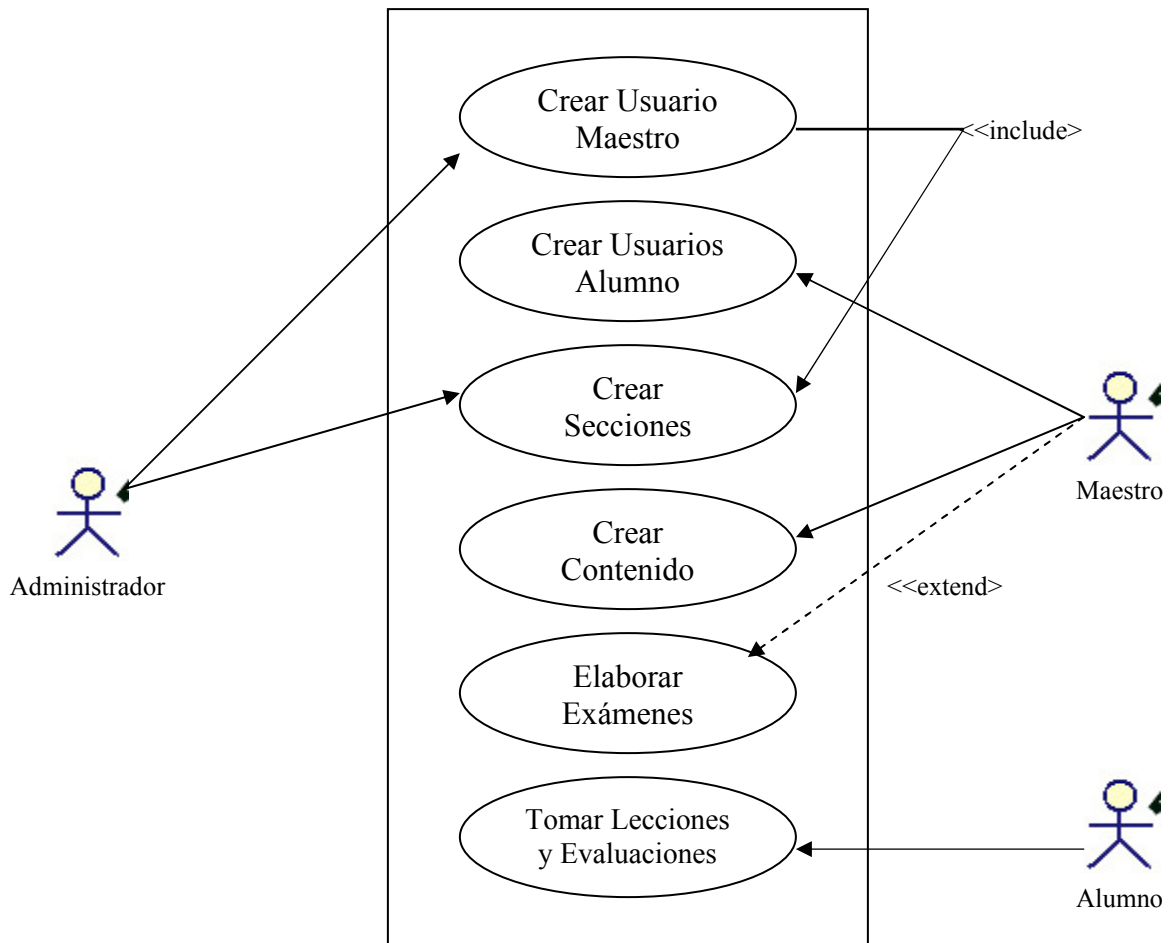 Crear Usuario
Maestro
<<include>
Crear Usuarios
Alumno
Crear
Secciones
Maestro
Crear
Contenido
Administrador
<<extend>
Elaborar
Exámenes
Tomar Lecciones
y Evaluaciones
Alumno